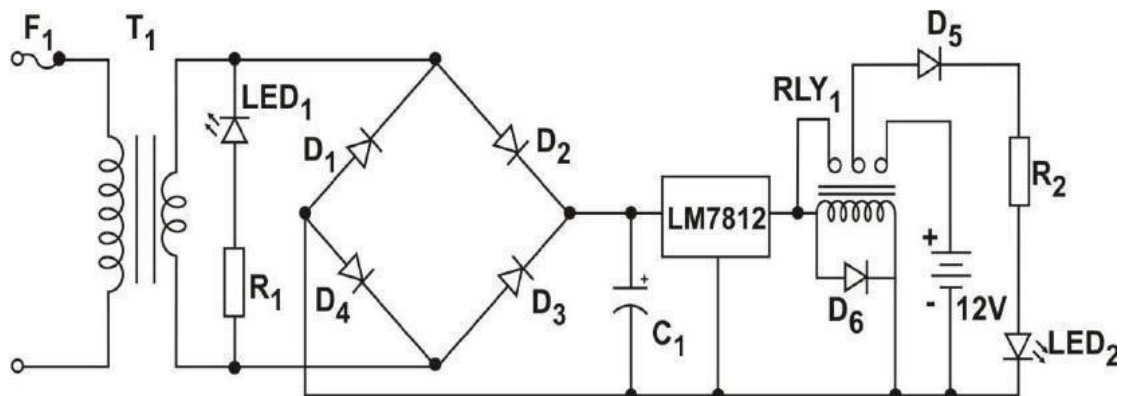 F1
T1
D5
LED1
RLY1
D1
D2
R2
LM7812
+
R1
D4
D3
+
C1
D6
-
12V
LED2